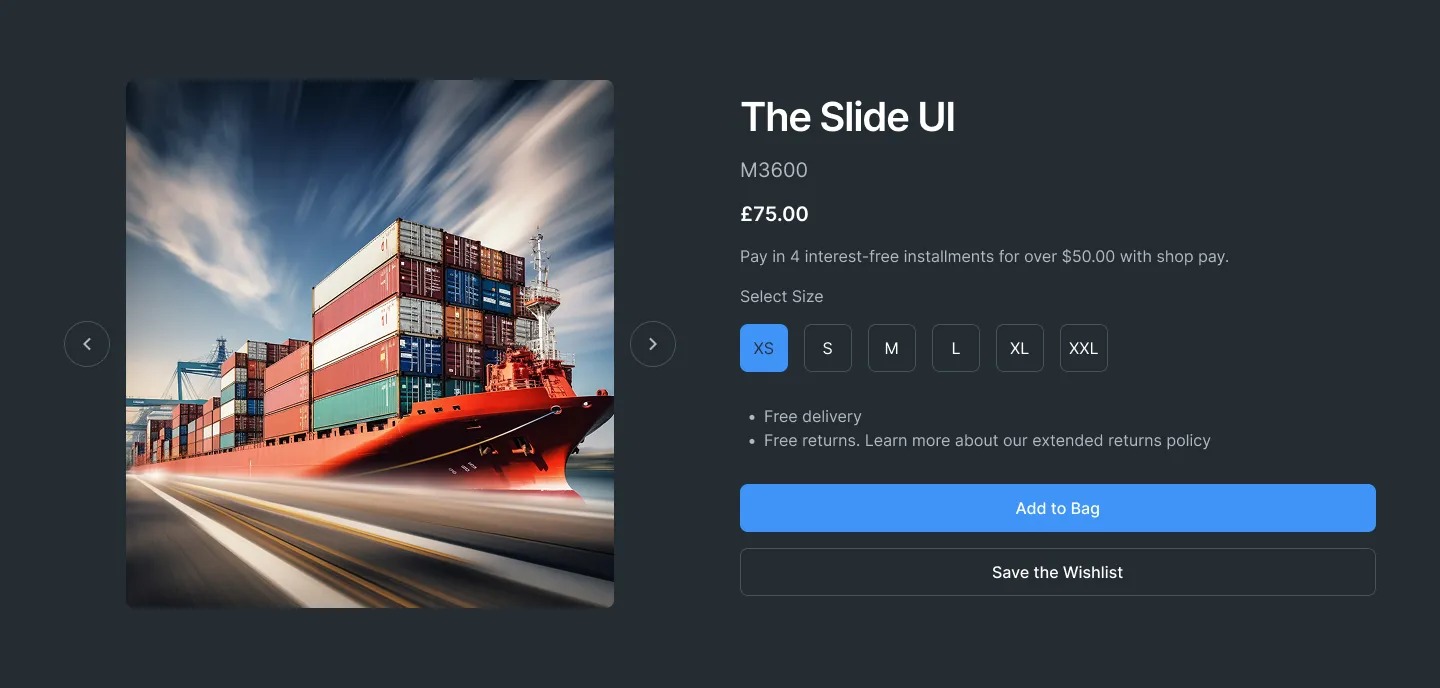 The Slide UI
M3600
£75.00
Pay in 4 interest-free installments for over $50.00 with shop pay.
Select Size
XS S M L XL XXL
• Free delivery
• Free returns. Learn more about our extended returns policy
Add to Bag
Save the Wishlist